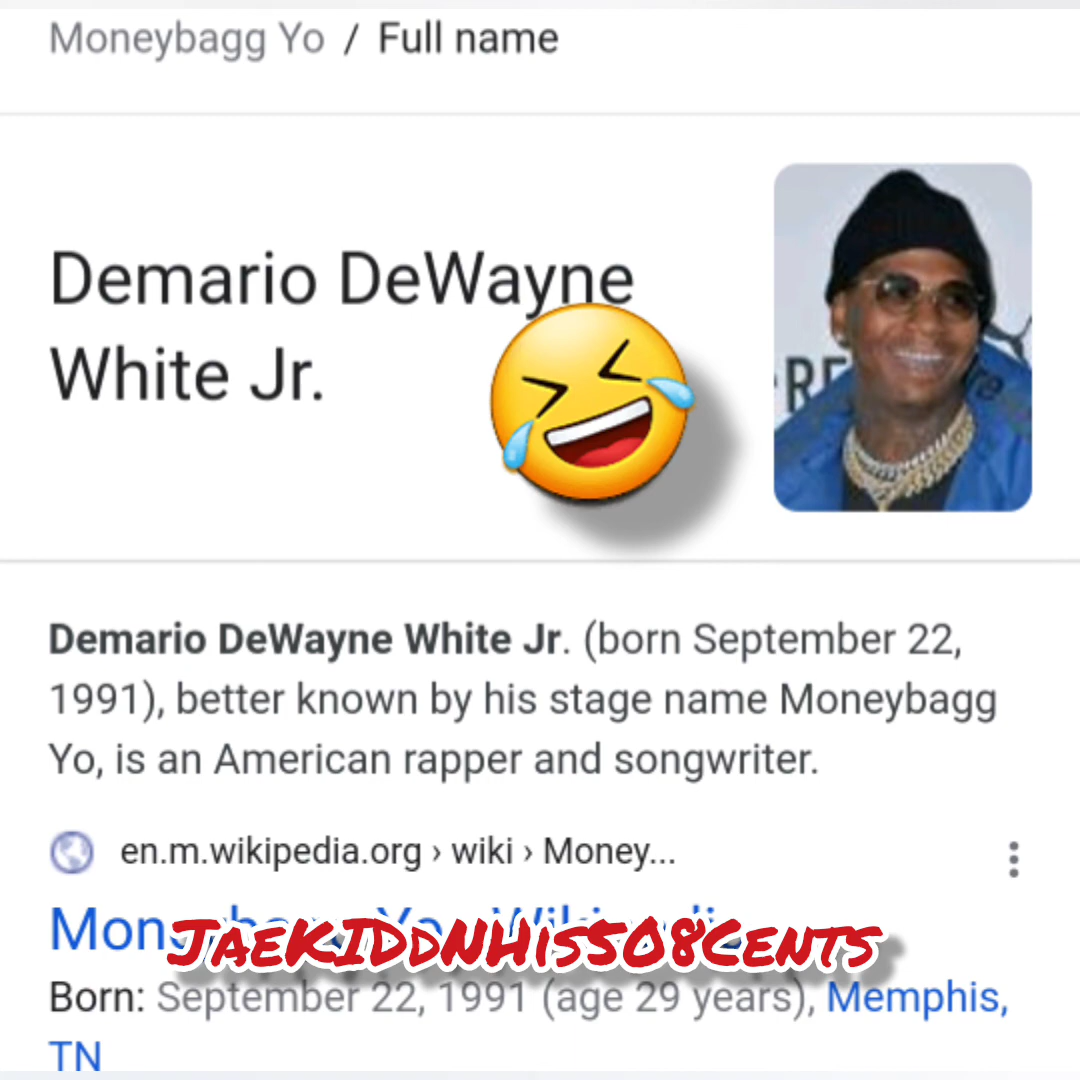 Moneybagg Yo / Full name
Demario DeWayne
White Jr.
RE
Demario DeWayne White Jr. (born September 22,
1991), better known by his stage name Moneybagg
Yo, is an American rapper and songwriter.
en.m.wikipedia.org › wiki › Money...
JaeKIDdNHis508Cents
Born: September 22, 1991 (age 29 years), Memphis,
TN